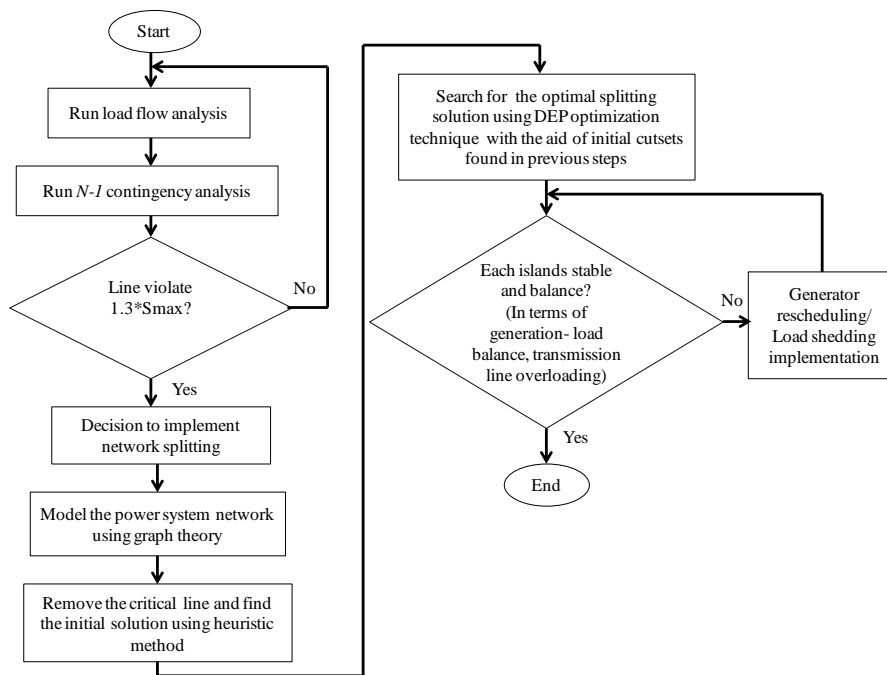 Start
Run load flow analysis
Run N-1 contingency analysis
Line violate
1.3*Smax?
No
Yes
Decision to implement
network splitting
Model the power system network
using graph theory
Remove the critical line and find
the initial solution using heuristic
method
Search for the optimal splitting
solution using DEP optimization
technique with the aid of initial cutsets
found in previous steps
Each islands stable
and balance?
(In terms of
generation- load
balance, transmission
line overloading)
No
Generator
rescheduling/
Load shedding
implementation
Yes
End